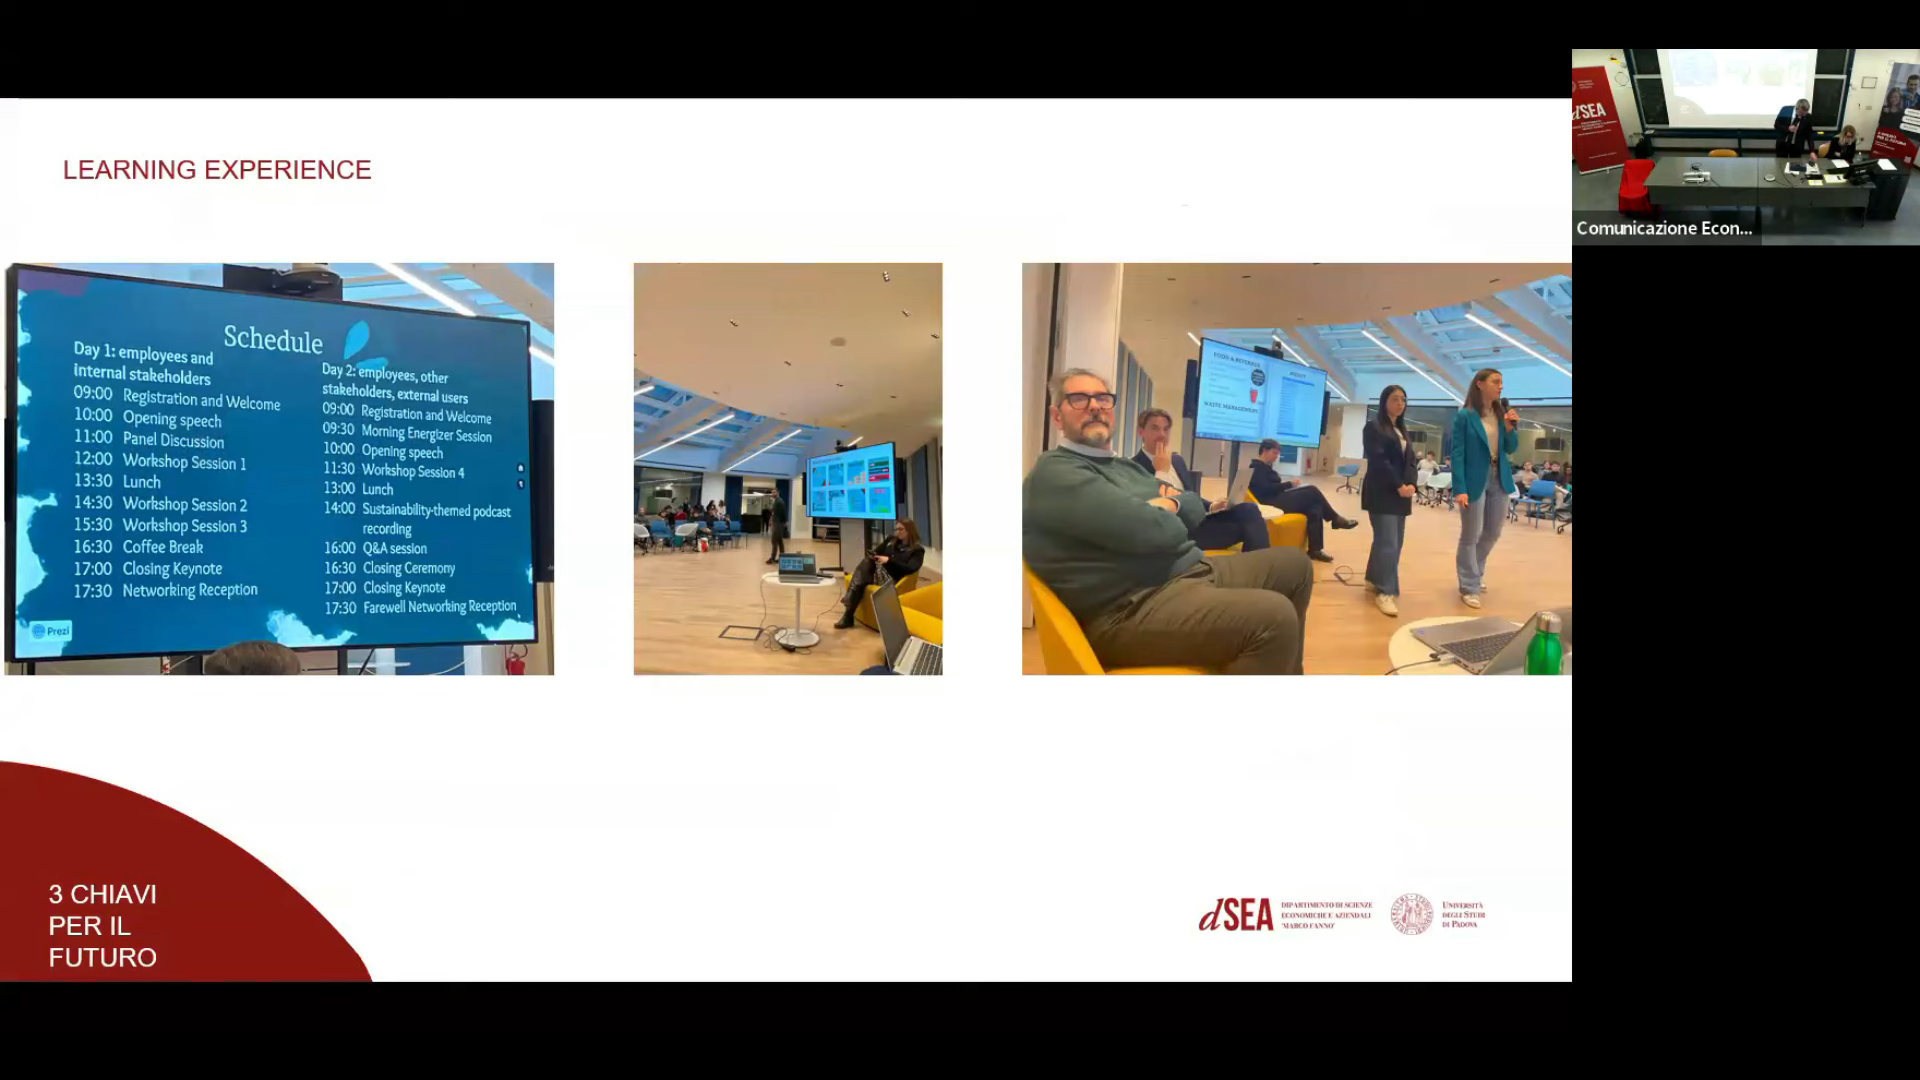 LEARNING EXPERIENCE
Schedule
Day 1: employees and
Internal stakeholders
09:00 Registration and Welcome
10:00 Opening speech
11:00 Panel Discussion
12:00 Workshop Session 1
13:30 Lunch
14:30 Workshop Session 2
15:30 Workshop Session 3
16:30 Coffee Break
17:00 Closing Keynote
17:30 Networking Reception
Day 2: employees, other
stakeholders, external users
09:00 Registration and Welcome
09:30 Morning Energizer Session
10:00 Opening speech
11:30 Workshop Session 4
13:00 Lunch
14:00 Sustainability-themed podcast
recording
16:00 Q&A session
16:30 Closing Ceremony
17:00 Closing Keynote
17:30 Farewell Networking Reception
Prezi
FOOD & BEVERAGE
WASTE MANAGEMENT
3 CHIAVI
PER IL
FUTURO
dSEA
DIPARTIMENTO DI SCIENZE
ECONOMICHE E AZIENDALI
'MARCO FANNO'
UNIVERSITÀ
DEGLI STUDI
DI PADOVA
dSEA
Comunicazione Econ...